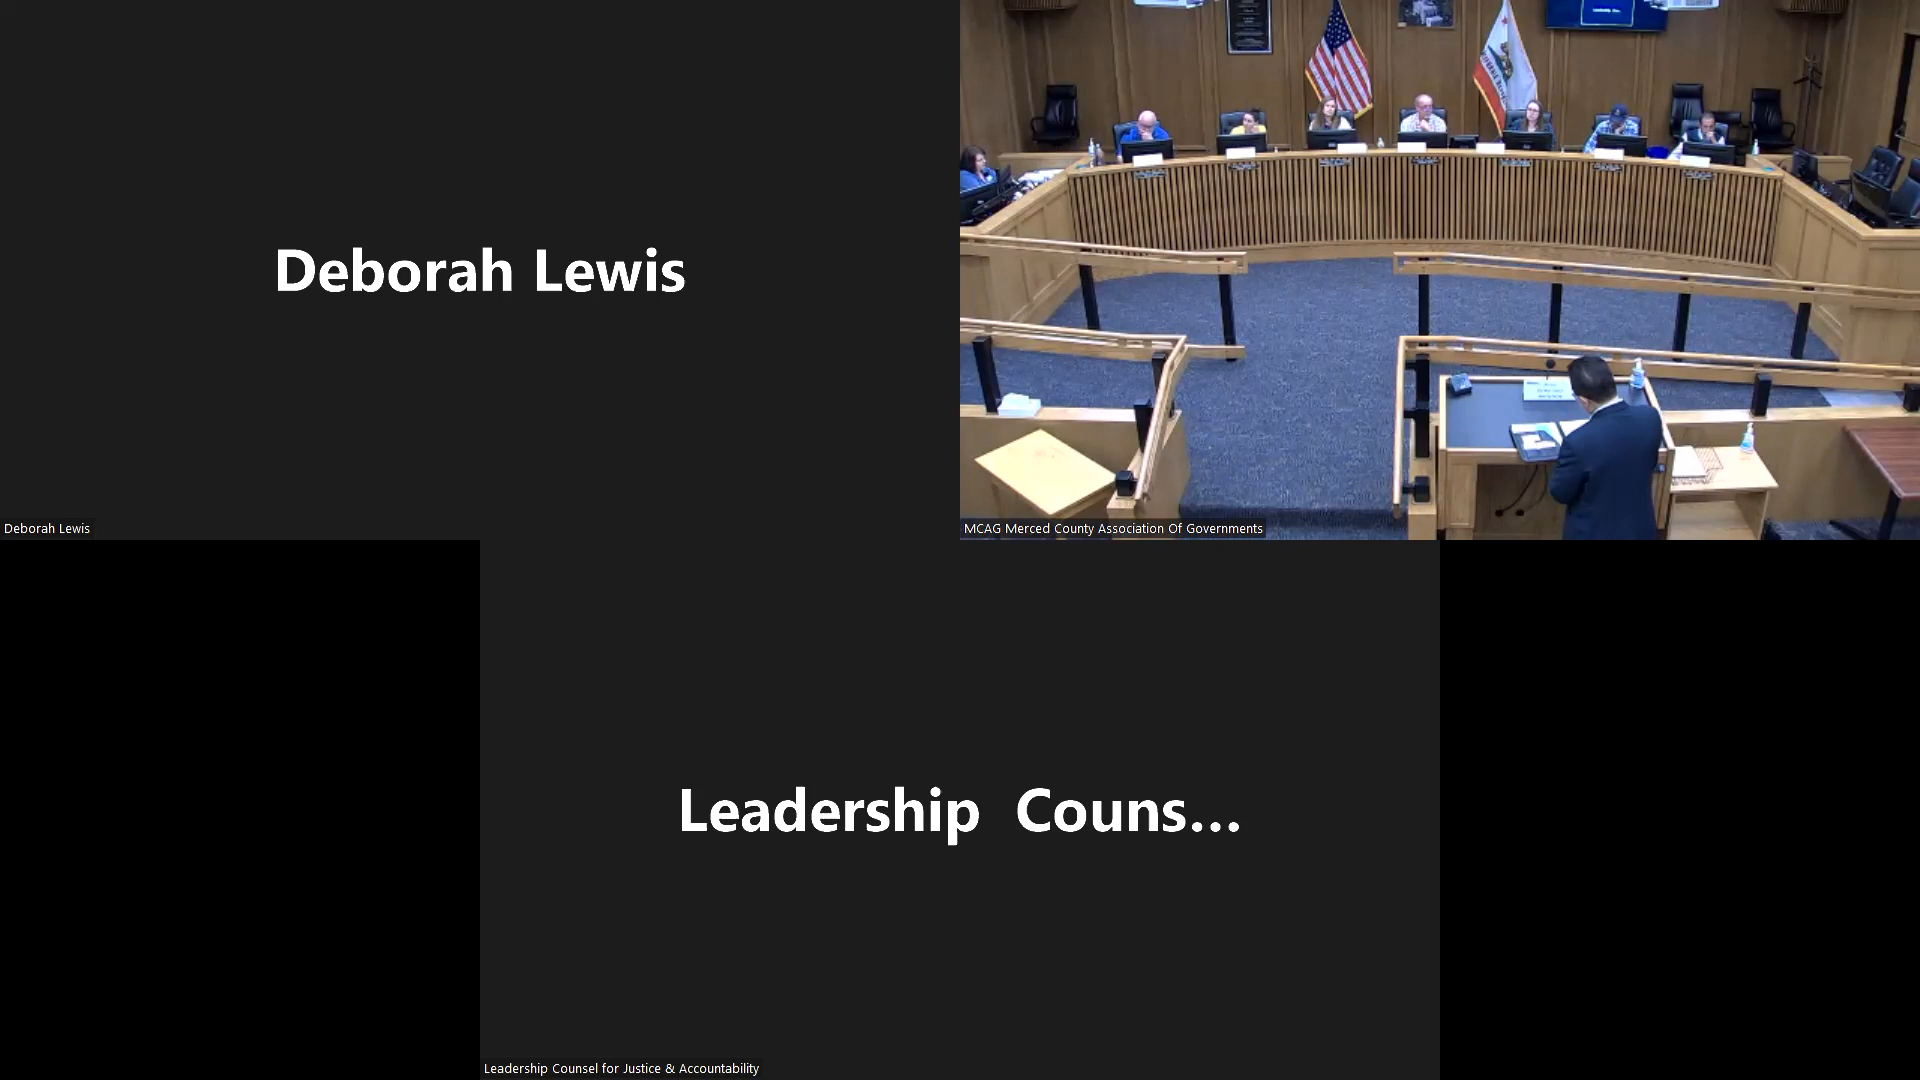 Deborah Lewis
Deborah Lewis
MCAG Merced County Association Of Governments
Leadership  Couns...
Leadership Counsel for Justice & Accountability